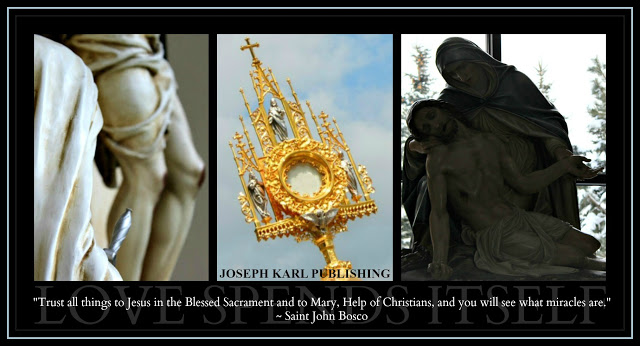 JOSEPH KARL PUBLISHING
LOVE SPENDS ITSELF
"Trust all things to Jesus in the Blessed Sacrament and to Mary, Help of Christians, and you will see what miracles are."
~ Saint John Bosco